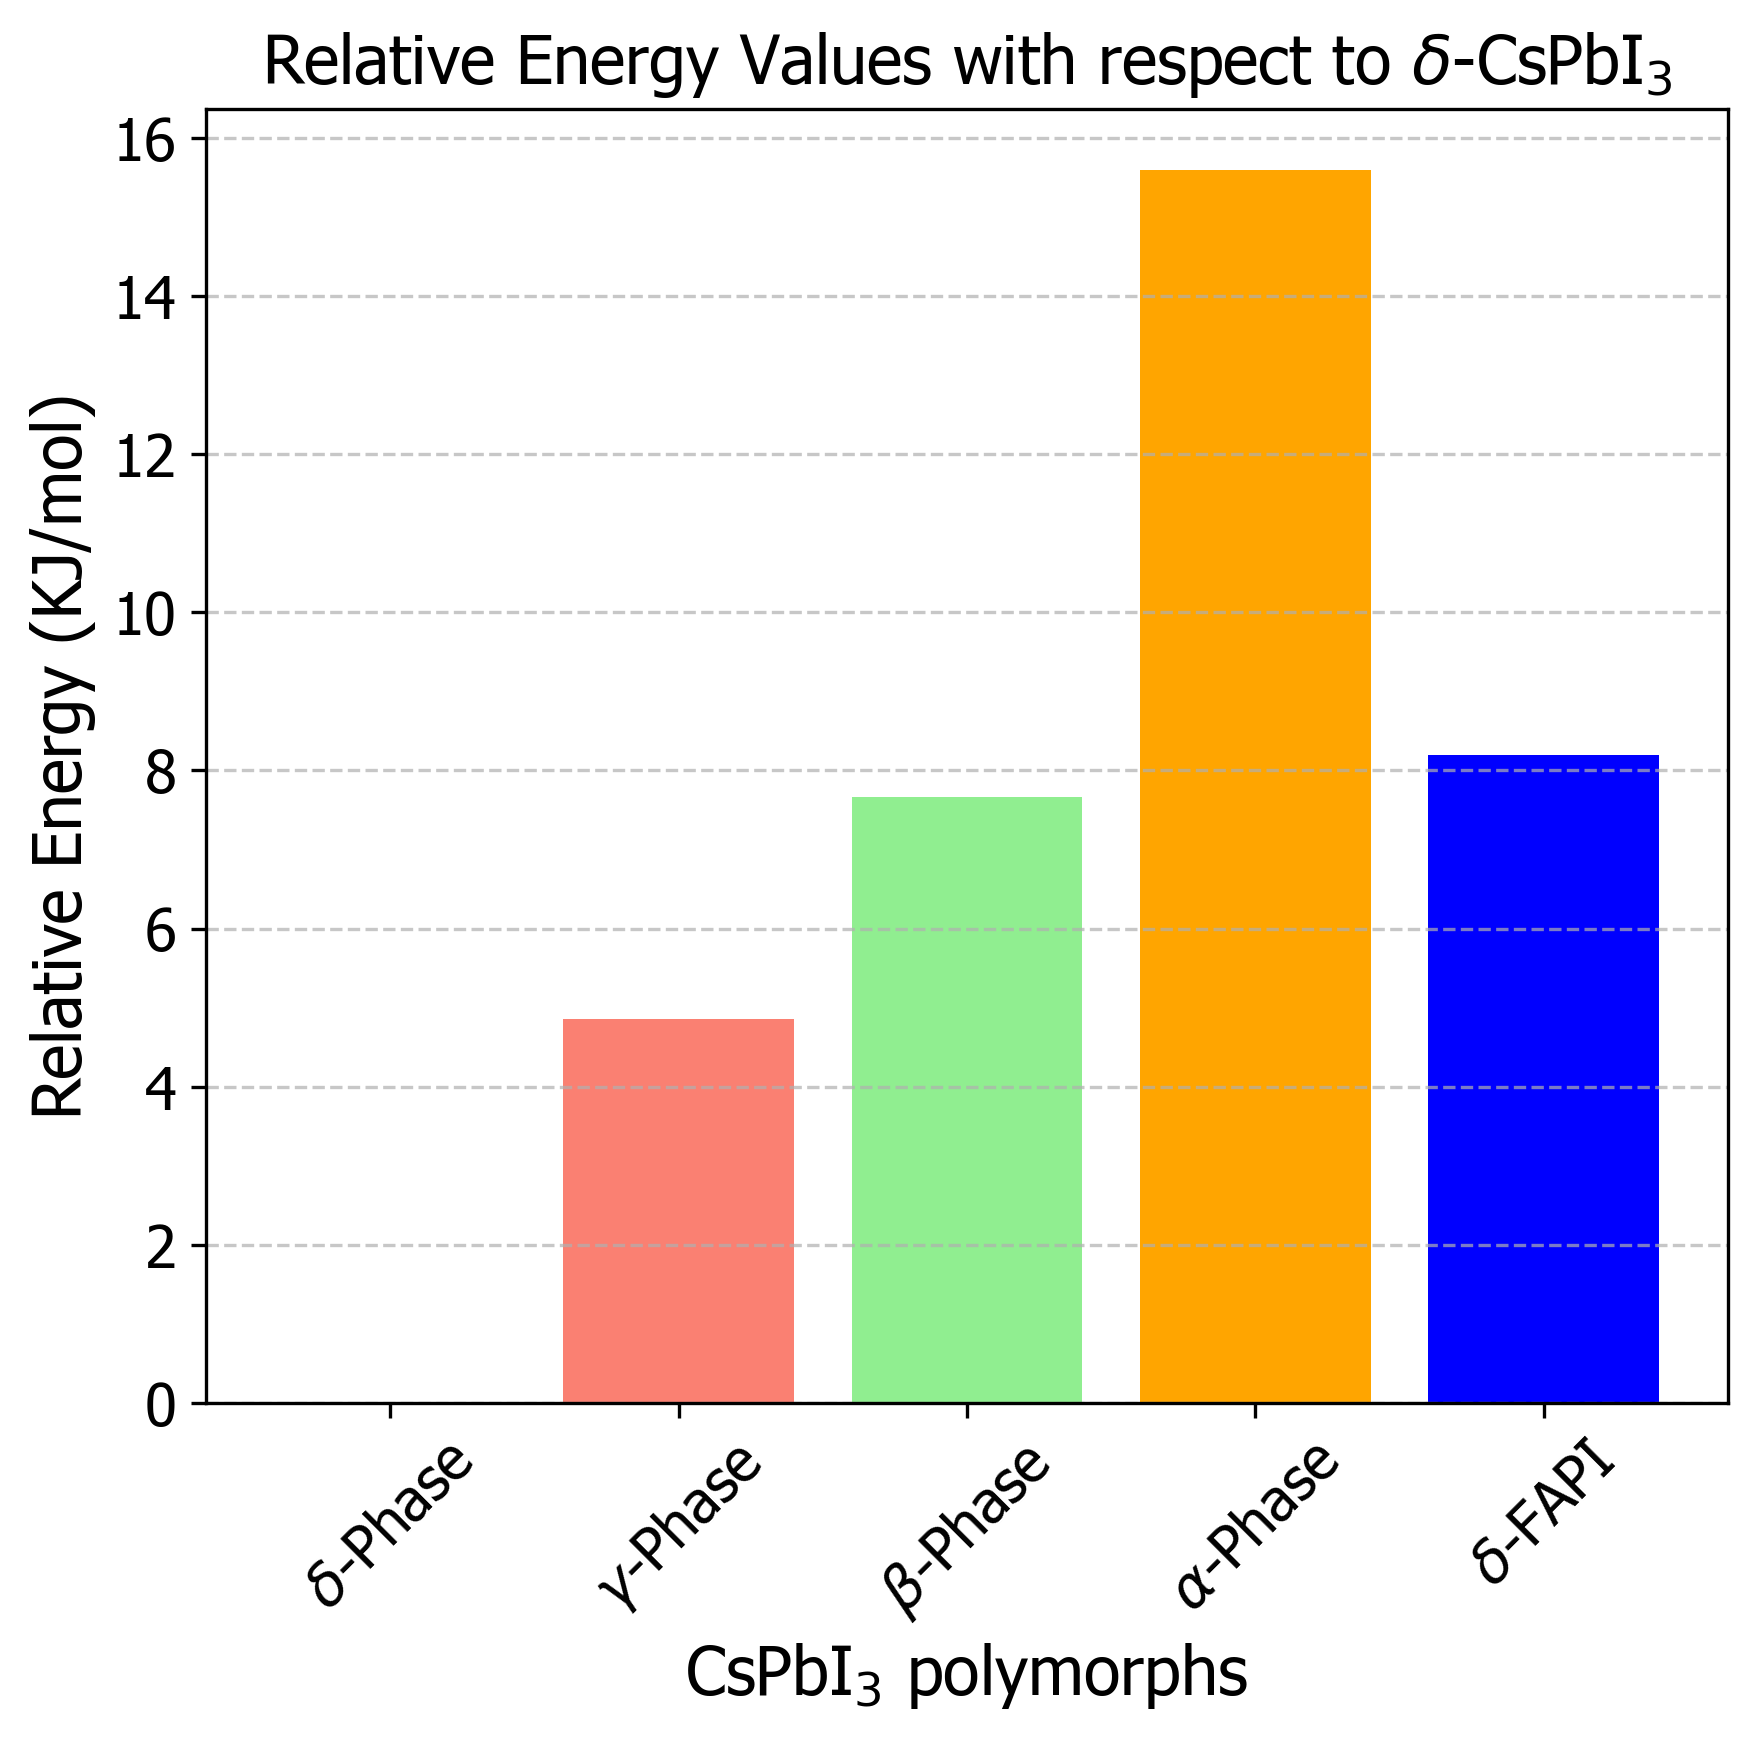 Relative Energy Values with respect to δ-CsPbI₃
Relative Energy (KJ/mol)
16
14
12
10
8
6
4
2
0
δ-Phase
γ-Phase
β-Phase
α-Phase
δ-FAPI
CsPbI₃ polymorphs